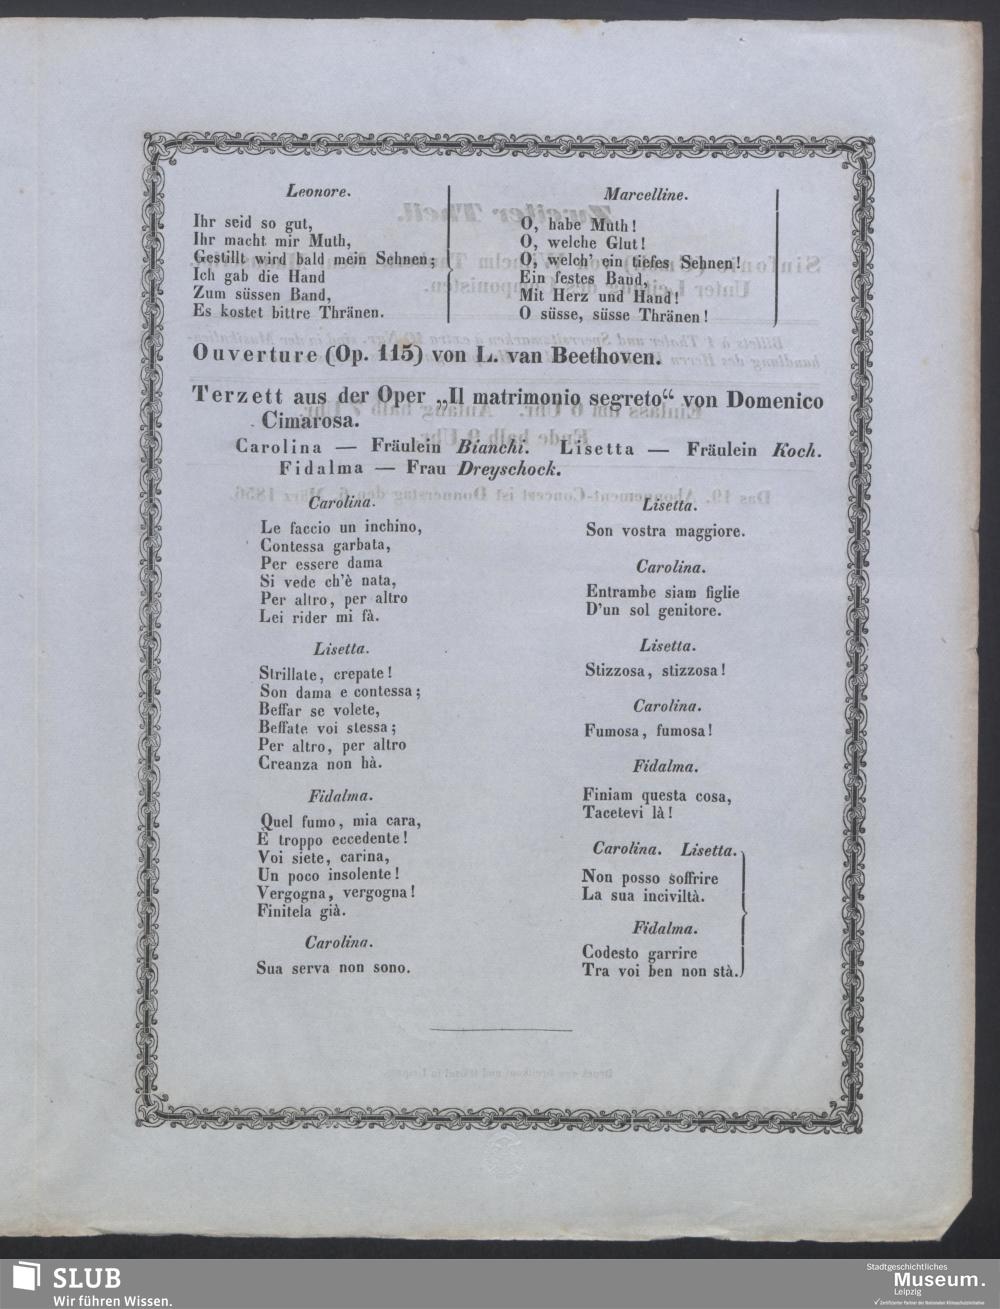 Leonore.
Ihr seid so gut,
Ihr macht mir Muth,
Gestillt wird bald mein Sehnen;
Ich gab die Hand
Zum süssen Band,
Es kostet bittre Thränen.
Marcelline.
O, habe Muth!
O, welche Glut!
O, welch' ein tiefes Sehnen!
Ein festes Band,
Mit Herz und Hand!
O süsse, süsse Thränen!
Ouverture (Op. 115) von L. van Beethoven.
Terzett aus der Oper „Il matrimonio segreto“ von Domenico
Cimarosa.
Carolina — Fräulein Bianchi. Lisetta — Fräulein Koch.
Fidalma — Frau Dreyschock.
Carolina.
Le faccio un inchino,
Contessa garbata,
Per essere dama
Si vede ch'è nata,
Per altro, per altro
Lei rider mi fà.
Lisetta.
Strillate, crepate!
Son dama e contessa;
Beffar se volete,
Beffate voi stessa;
Per altro, per altro
Creanza non hà.
Fidalma.
Quel fumo, mia cara,
È troppo eccedente!
Voi siete, carina,
Un poco insolente!
Vergogna, vergogna!
Finitela già.
Carolina.
Sua serva non sono.
Lisetta.
Son vostra maggiore.
Carolina.
Entrambe siam figlie
D'un sol genitore.
Lisetta.
Stizzosa, stizzosa!
Carolina.
Fumosa, fumosa!
Fidalma.
Finiam questa cosa,
Tacetevi là!
Carolina. Lisetta.
Non posso soffrire
La sua inciviltà.
Fidalma.
Codesto garrire
Tra voi ben non stà.
SLUB
Wir führen Wissen.
Stadtgeschichtliches
Museum.
Leipzig
Zertifizierter Partner der Nationalen Klimaschutzinitiative